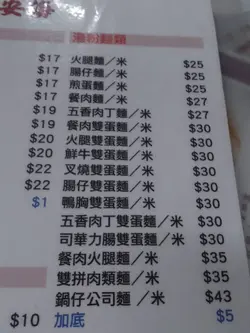 $17 火腿麵／米 $25
$17 腸仔麵／米 $25
$17 煎蛋麵／米 $25
$17 餐肉麵／米 $27
$19 五香肉丁麵／米 $27
$19 餐肉雙蛋麵／米 $30
$20 火腿雙蛋麵／米 $30
$20 鮮牛雙蛋麵／米 $30
$22 叉燒雙蛋麵／米 $30
$22 腸仔雙蛋麵／米 $30
$1 鴨胸雙蛋麵／米 $30
五香肉丁雙蛋麵／米 $30
司華力腸雙蛋麵／米 $30
餐肉火腿麵／米 $35
雙拼肉類麵／米 $35
鍋仔公司麵／米 $43
$10 加底 $5